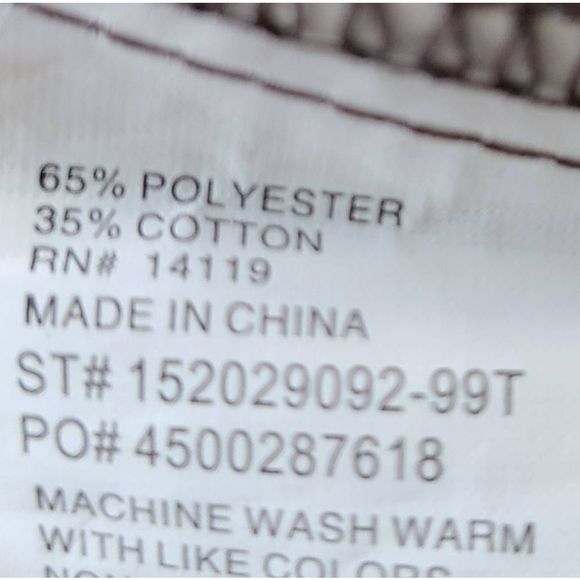 65% POLYESTER
35% COTTON
RN# 14119
MADE IN CHINA
ST# 152029092-99T
PO# 4500287618
MACHINE WASH WARM
WITH LIKE COLORS